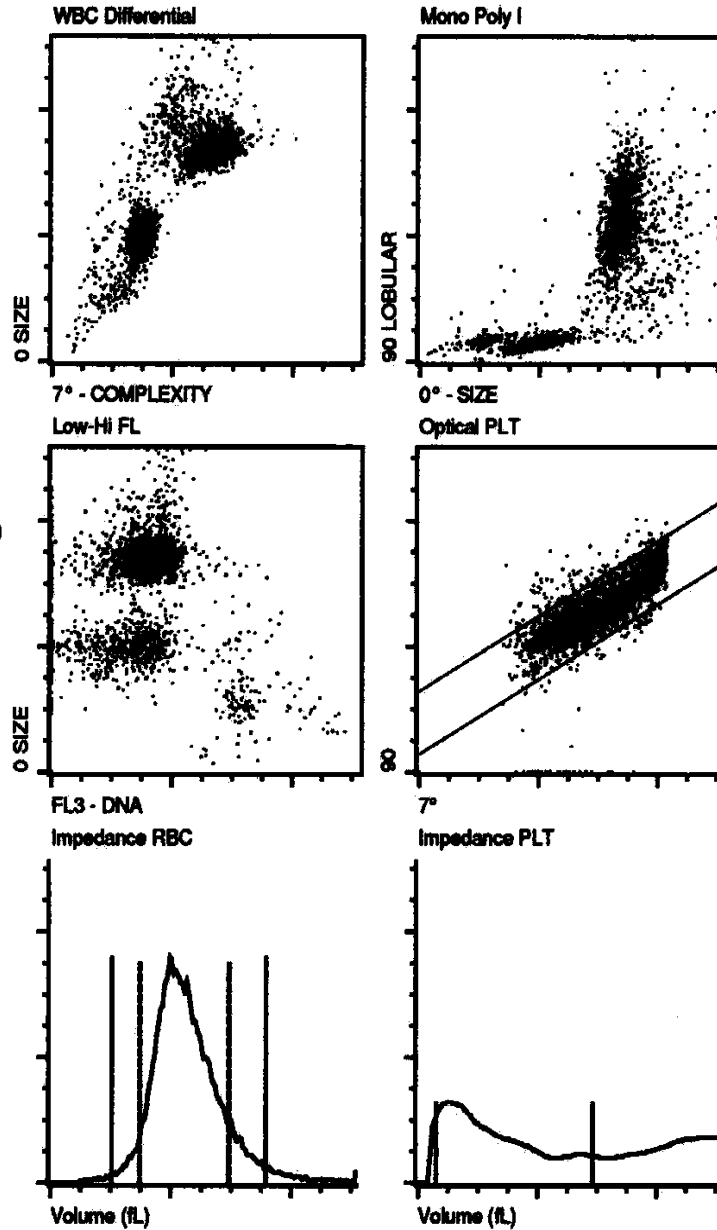 WBC Differential
0 SIZE
7° - COMPLEXITY
Mono Poly I
90 LOBULAR
0° - SIZE
Low-Hi FL
0 SIZE
FL3 - DNA
Optical PLT
90
7°
Impedance RBC
Volume (fL)
Impedance PLT
Volume (fL)